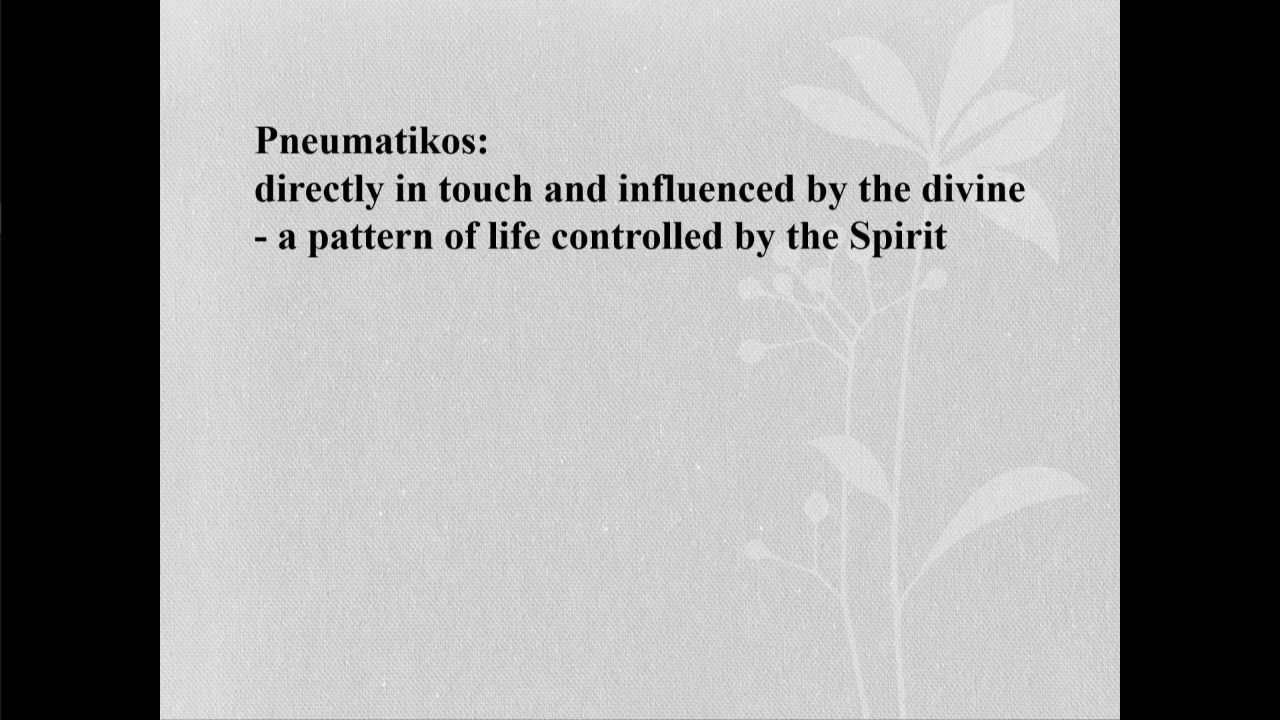 Pneumatikos:
directly in touch and influenced by the divine
- a pattern of life controlled by the Spirit